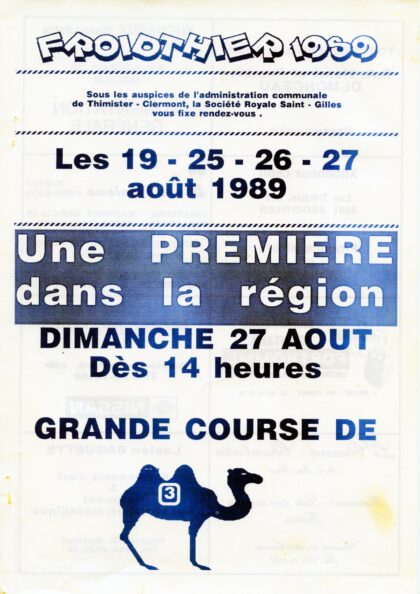 FROIDTHIER 1989
Sous les auspices de l'administration communale
de Thimister - Clermont, la Société Royale Saint - Gilles
vous fixe rendez-vous .
Les 19 - 25 - 26 - 27
août 1989
Une PREMIERE
dans la région
DIMANCHE 27 AOUT
Dès 14 heures
GRANDE COURSE DE
3